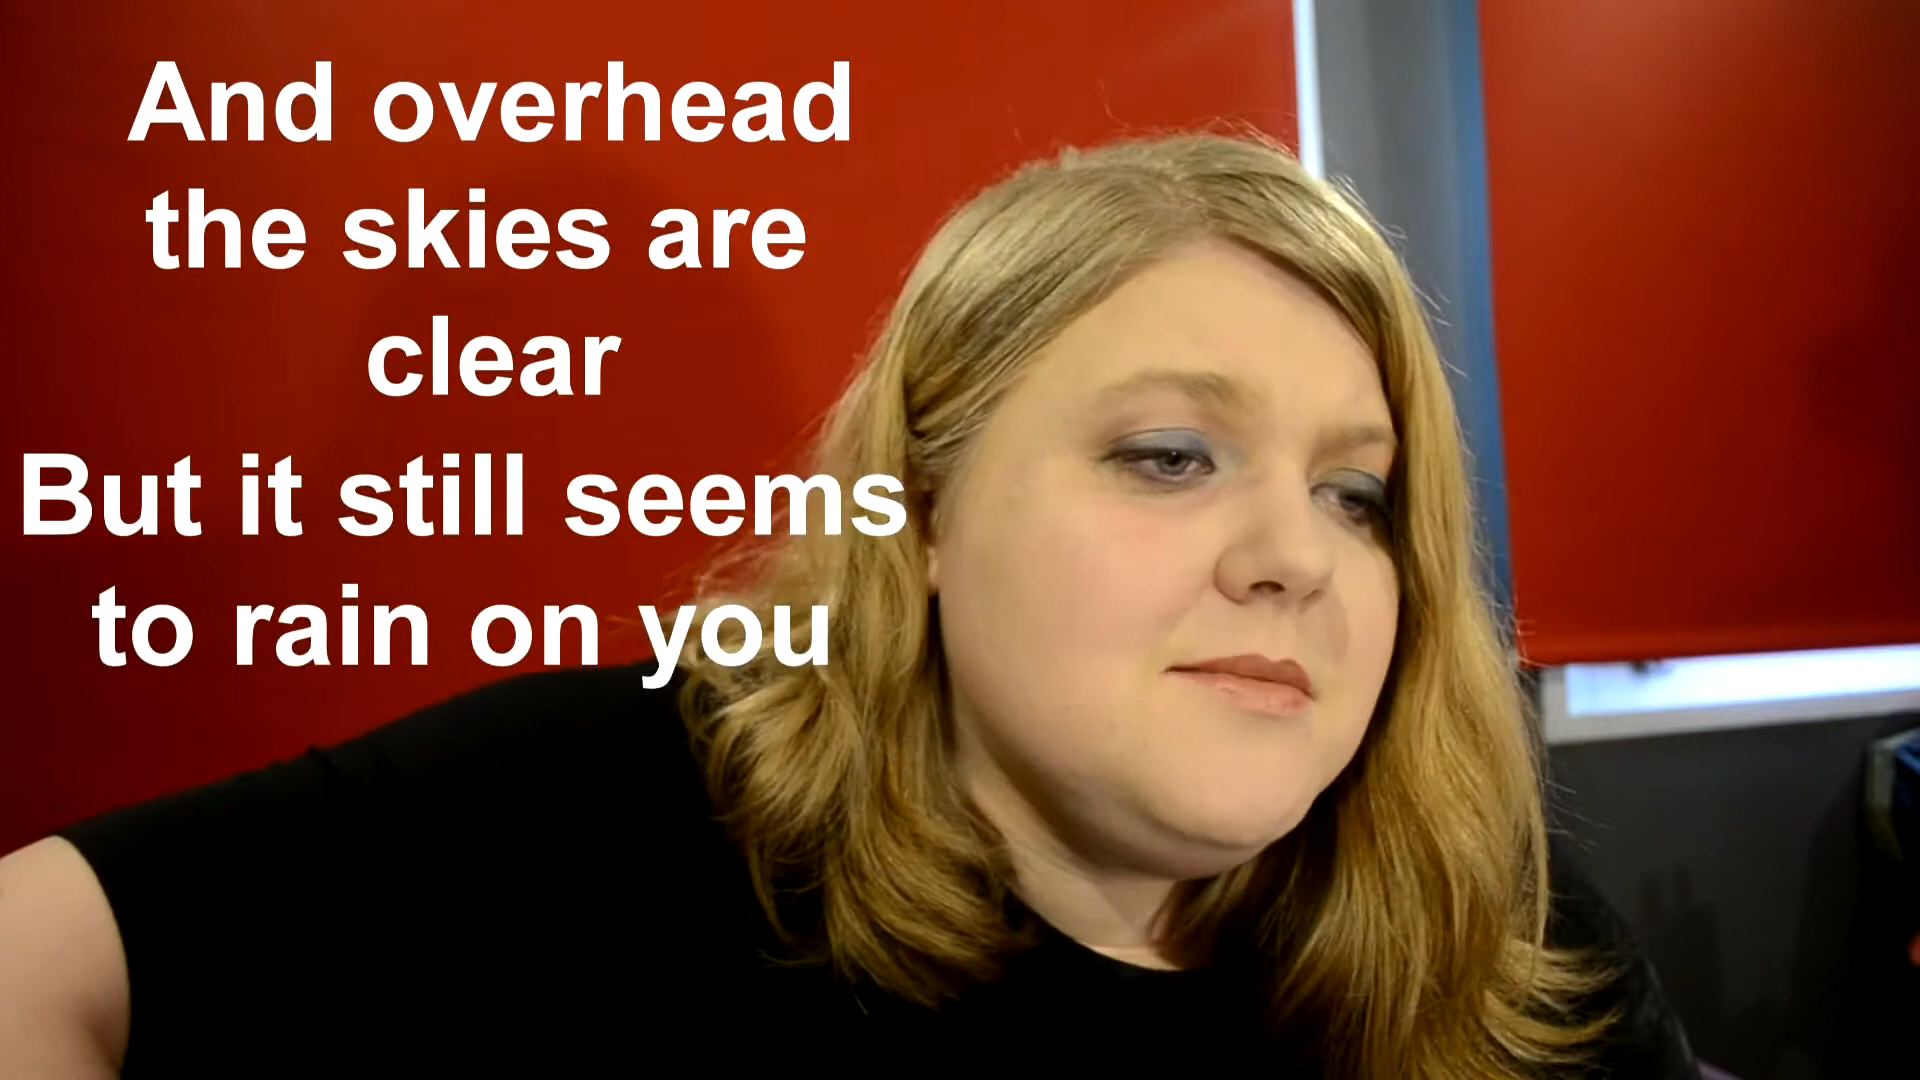 And overhead
the skies are
clear
But it still seems
to rain on you